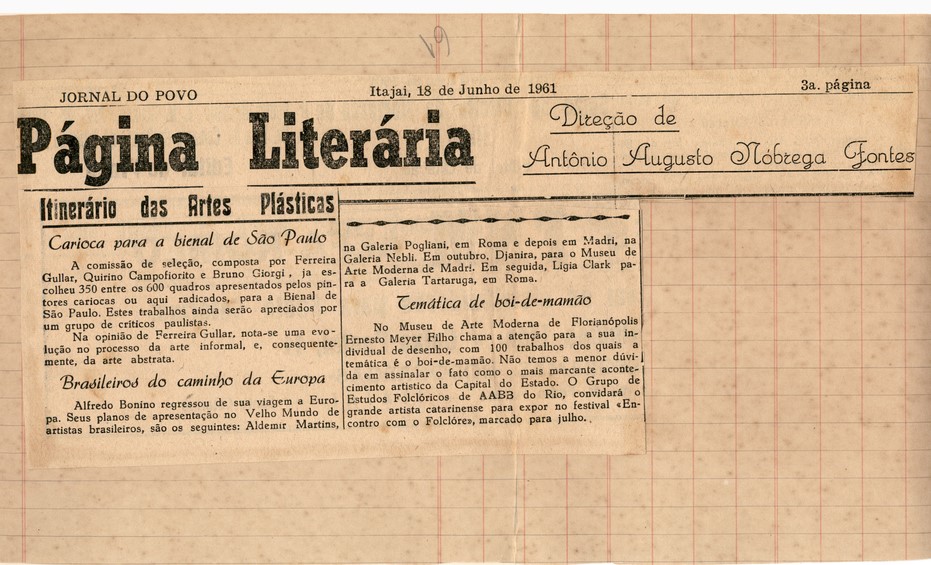 19
JORNAL DO POVO
Itajai, 18 de Junho de 1961
3a. página
Página Literária
Direção de
Antônio Augusto Nóbrega Fontes
Itinerário das Artes Plásticas
Carioca para a bienal de São Paulo
A comissão de seleção, composta por Ferreira
Gullar, Quirino Campofiorito e Bruno Giorgi, ja es-
colheu 350 entre os 600 quadros apresentados pelos pin-
tores cariocas ou aqui radicados, para a Bienal de
São Paulo. Estes trabalhos ainda serão apreciados por
um grupo de criticos paulistas.
Na opinião de Ferreira Gullar, nota-se uma evo-
lução no processo da arte informal, e, consequente-
mente, da arte abstrata.
Brasileiros do caminho da Europa
Alfredo Bonino regressou de sua viagem a Euro-
pa. Seus planos de apresentação no Velho Mundo de
artistas brasileiros, são os seguintes: Aldemir Martins,
na Galeria Pogliani, em Roma e depois em Madri, na
Galeria Nebli. Em outubro, Djanira, para o Museu de
Arte Moderna de Madri. Em seguida, Ligia Clark pa-
ra a Galeria Tartaruga, em Roma.
Temática de boi-de-mamão
No Museu de Arte Moderna de Florianópolis
Ernesto Meyer Filho chama a atenção para a sua in-
dividual de desenho, com 100 trabalhos dos quais a
temática é o boi-de-mamão. Não temos a menor dúvi-
da em assinalar o fato como o mais marcante aconte-
cimento artistico da Capital do Estado. O Grupo de
Estudos Folclóricos de AABB do Rio, convidará o
grande artista catarinense para expor no festival «En-
contro com o Folclóre», marcado para julho.